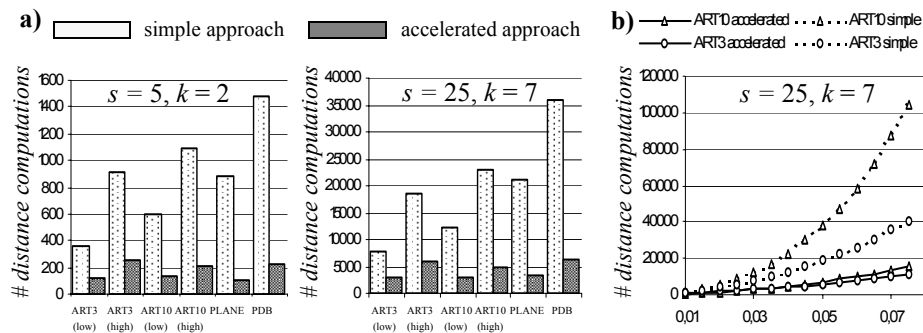 a)
simple approach
accelerated approach
# distance computations
1600
1400
1200
1000
800
600
400
200
0
s = 5, k = 2
ART3 (low)
ART3 (high)
ART10 (low)
ART10 (high)
PLANE
PDB
# distance computations
40000
35000
30000
25000
20000
15000
10000
5000
0
s = 25, k = 7
ART3 (low)
ART3 (high)
ART10 (low)
ART10 (high)
PLANE
PDB
b)
ART10 accelerated
ART10 simple
ART3 accelerated
ART3 simple
# distance computations
120000
100000
80000
60000
40000
20000
0
s = 25, k = 7
0,01
0,03
0,05
0,07